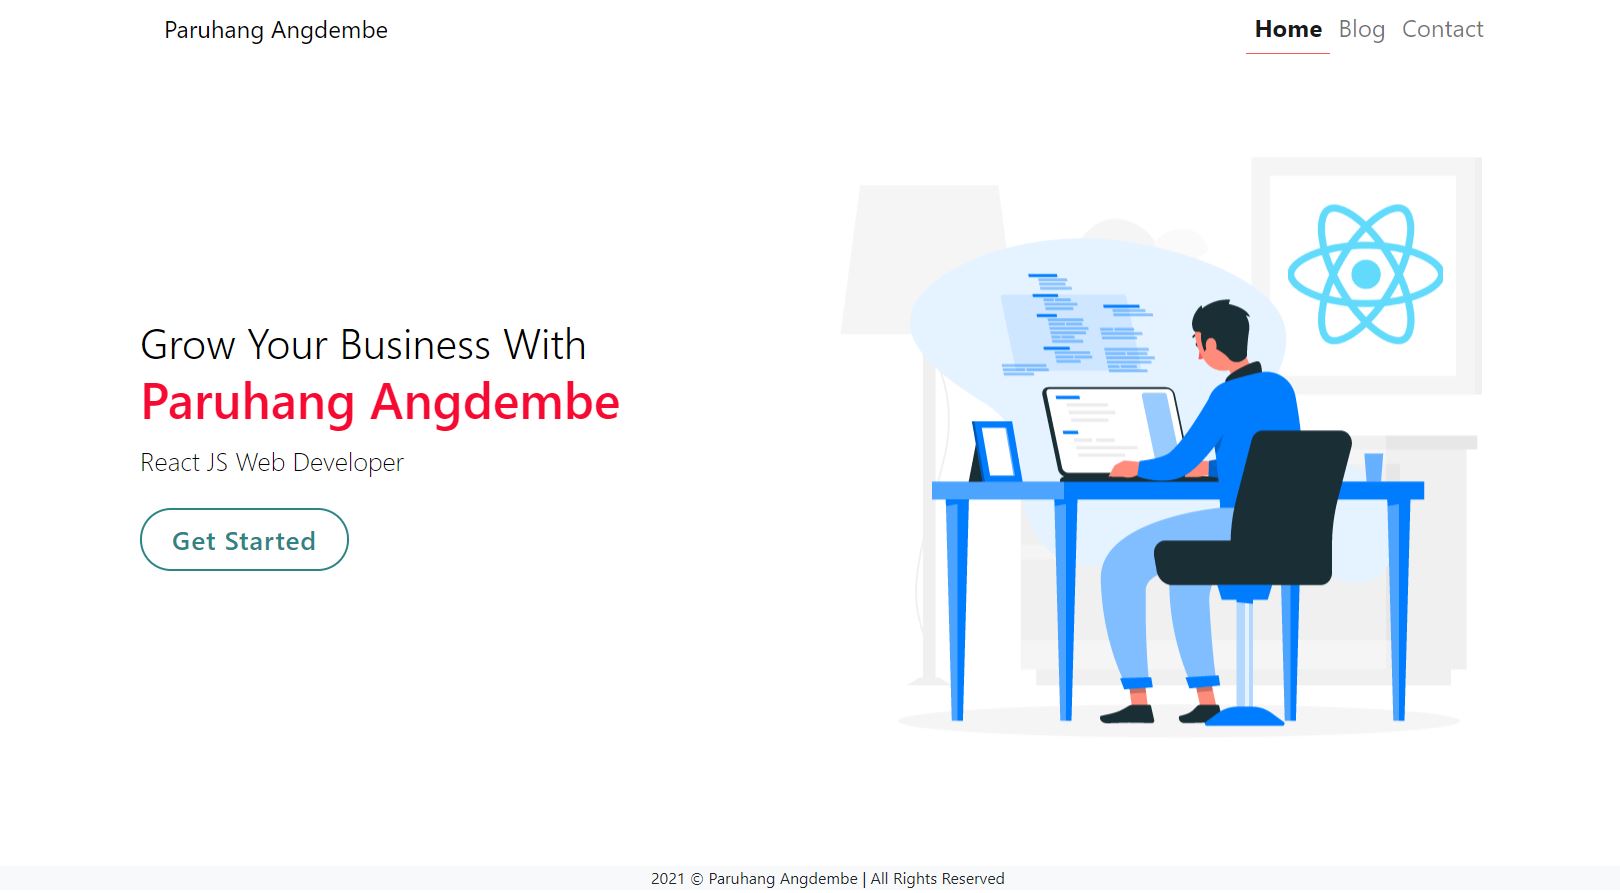 Paruhang Angdembe
Home Blog Contact
Grow Your Business With
Paruhang Angdembe
React JS Web Developer
Get Started
2021 © Paruhang Angdembe | All Rights Reserved